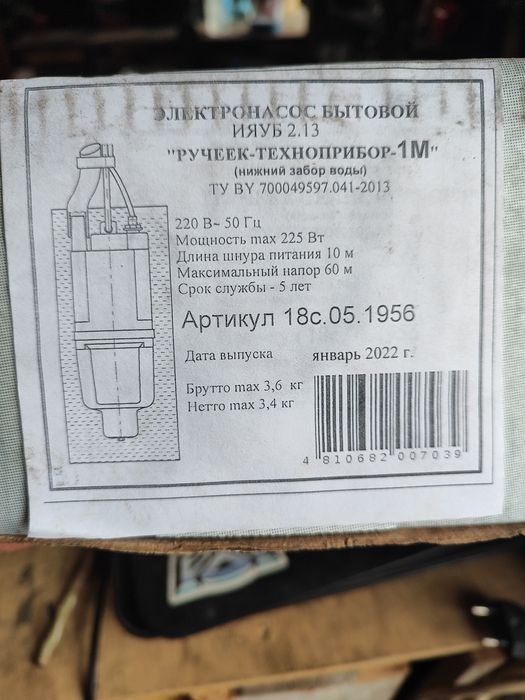 ЭЛЕКТРОНАСОС БЫТОВОЙ
ИЯУБ 2.13
"РУЧЕЕК-ТЕХНОПРИБОР-1М"
(нижний забор воды)
ТУ BY 700049597.041-2013
220 В~ 50 Гц
Мощность max 225 Вт
Длина шнура питания 10 м
Максимальный напор 60 м
Срок службы - 5 лет
Артикул 18с.05.1956
Дата выпуска январь 2022 г.
Брутто max 3,6 кг
Нетто max 3,4 кг
4 810682 007039